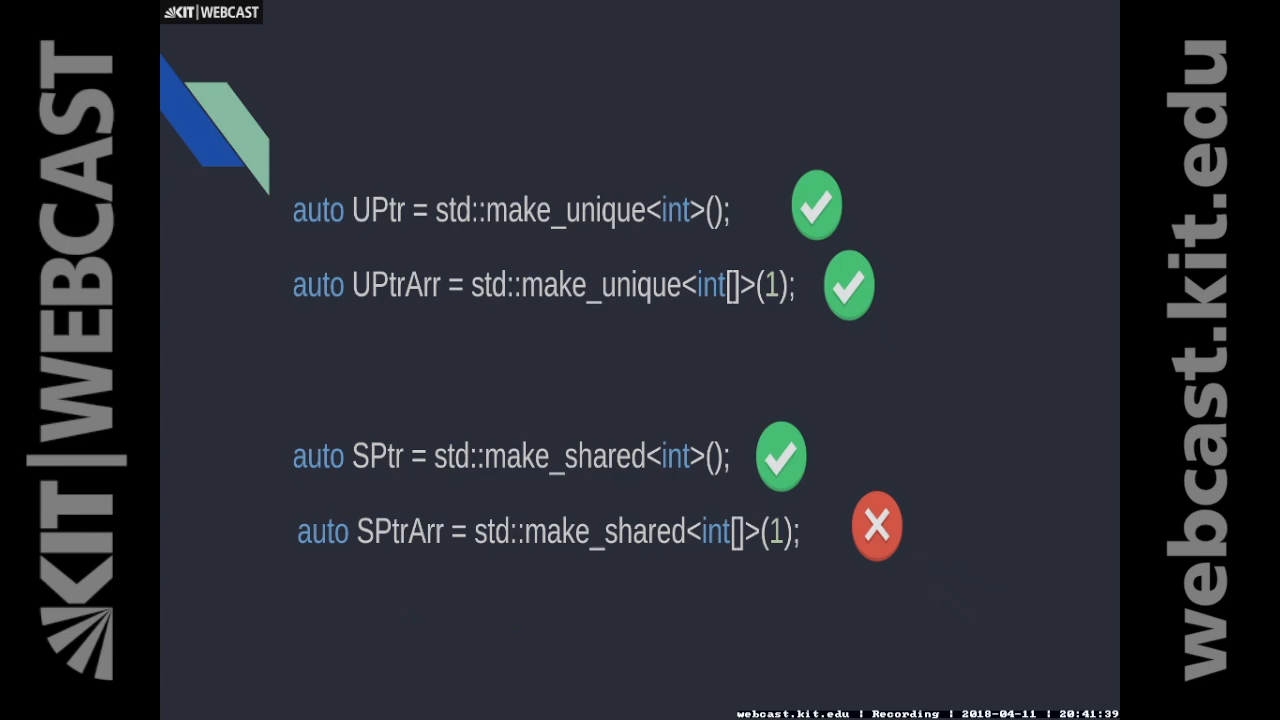 KIT|WEBCAST
KIT|WEBCAST
auto UPtr = std::make_unique<int>();
auto UPtrArr = std::make_unique<int[]>(1);
auto SPtr = std::make_shared<int>();
auto SPtrArr = std::make_shared<int[]>(1);
webcast.kit.edu
webcast.kit.edu | Recording | 2018-04-11 | 20:41:39